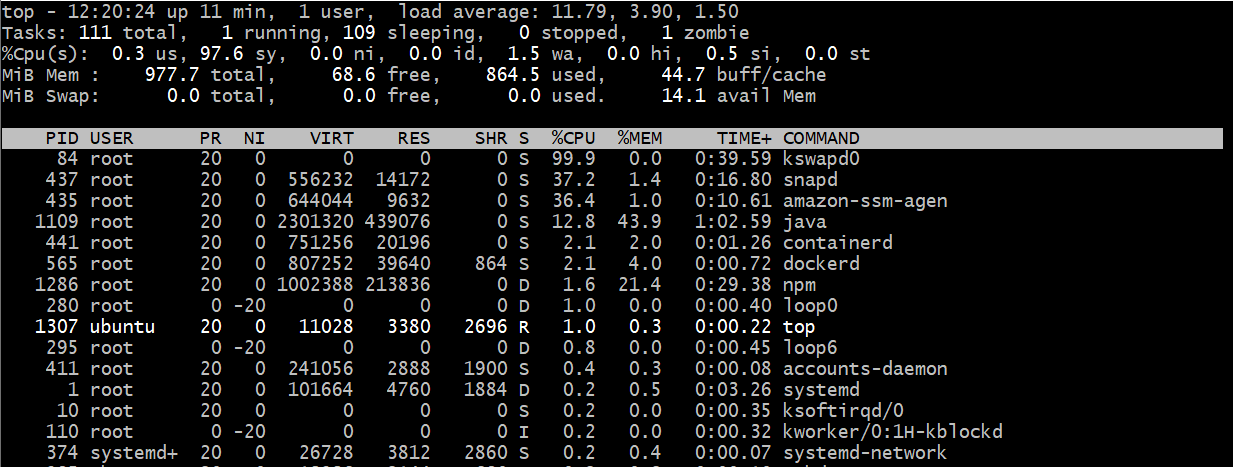 top - 12:20:24 up 11 min,  1 user,  load average: 11.79, 3.90, 1.50
Tasks: 111 total,   1 running, 109 sleeping,   0 stopped,   1 zombie
%Cpu(s):  0.3 us, 97.6 sy,  0.0 ni,  0.0 id,  1.5 wa,  0.0 hi,  0.5 si,  0.0 st
MiB Mem :    977.7 total,     68.6 free,    864.5 used,     44.7 buff/cache
MiB Swap:      0.0 total,      0.0 free,      0.0 used.     14.1 avail Mem
PID USER      PR  NI    VIRT    RES    SHR S  %CPU  %MEM     TIME+ COMMAND
84 root      20   0       0      0      0 S  99.9   0.0   0:39.59 kswapd0
437 root      20   0  556232  14172      0 S  37.2   1.4   0:16.80 snapd
435 root      20   0  644044   9632      0 S  36.4   1.0   0:10.61 amazon-ssm-agen
1109 root      20   0 2301320 439076      0 S  12.8  43.9   1:02.59 java
441 root      20   0  751256  20196      0 S   2.1   2.0   0:01.26 containerd
565 root      20   0  807252  39640    864 S   2.1   4.0   0:00.72 dockerd
1286 root      20   0 1002388 213836      0 D   1.6  21.4   0:29.38 npm
280 root       0 -20       0      0      0 D   1.0   0.0   0:00.40 loop0
1307 ubuntu    20   0   11028   3380   2696 R   1.0   0.3   0:00.22 top
295 root       0 -20       0      0      0 D   0.8   0.0   0:00.45 loop6
411 root      20   0  241056   2888   1900 S   0.4   0.3   0:00.08 accounts-daemon
1 root      20   0  101664   4760   1884 D   0.2   0.5   0:03.26 systemd
10 root      20   0       0      0      0 S   0.2   0.0   0:00.35 ksoftirqd/0
110 root       0 -20       0      0      0 I   0.2   0.0   0:00.32 kworker/0:1H-kblockd
374 systemd+  20   0   26728   3812   2860 S   0.2   0.4   0:00.07 systemd-network